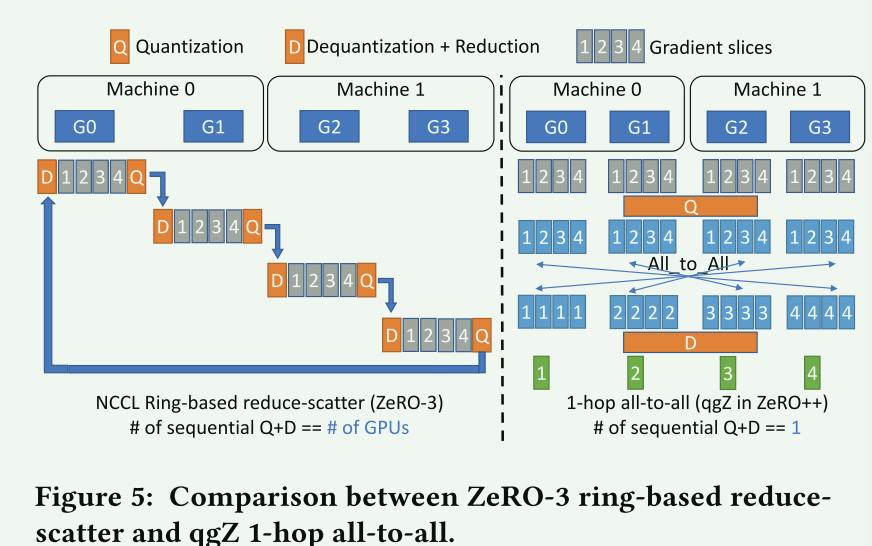 Q Quantization D Dequantization + Reduction 1 2 3 4 Gradient slices
Machine 0 Machine 1 Machine 0 Machine 1
G0 G1 G2 G3 G0 G1 G2 G3
D 1 2 3 4 Q
D 1 2 3 4 Q
D 1 2 3 4 Q
D 1 2 3 4 Q
1 2 3 4 1 2 3 4 1 2 3 4 1 2 3 4
Q
1 2 3 4 1 2 3 4 1 2 3 4 1 2 3 4
All_to_All
1 1 1 1 2 2 2 2 3 3 3 3 4 4 4 4
D
1 2 3 4
NCCL Ring-based reduce-scatter (ZeRO-3)
# of sequential Q+D == # of GPUs
1-hop all-to-all (qgZ in ZeRO++)
# of sequential Q+D == 1
Figure 5: Comparison between ZeRO-3 ring-based reduce-
scatter and qgZ 1-hop all-to-all.